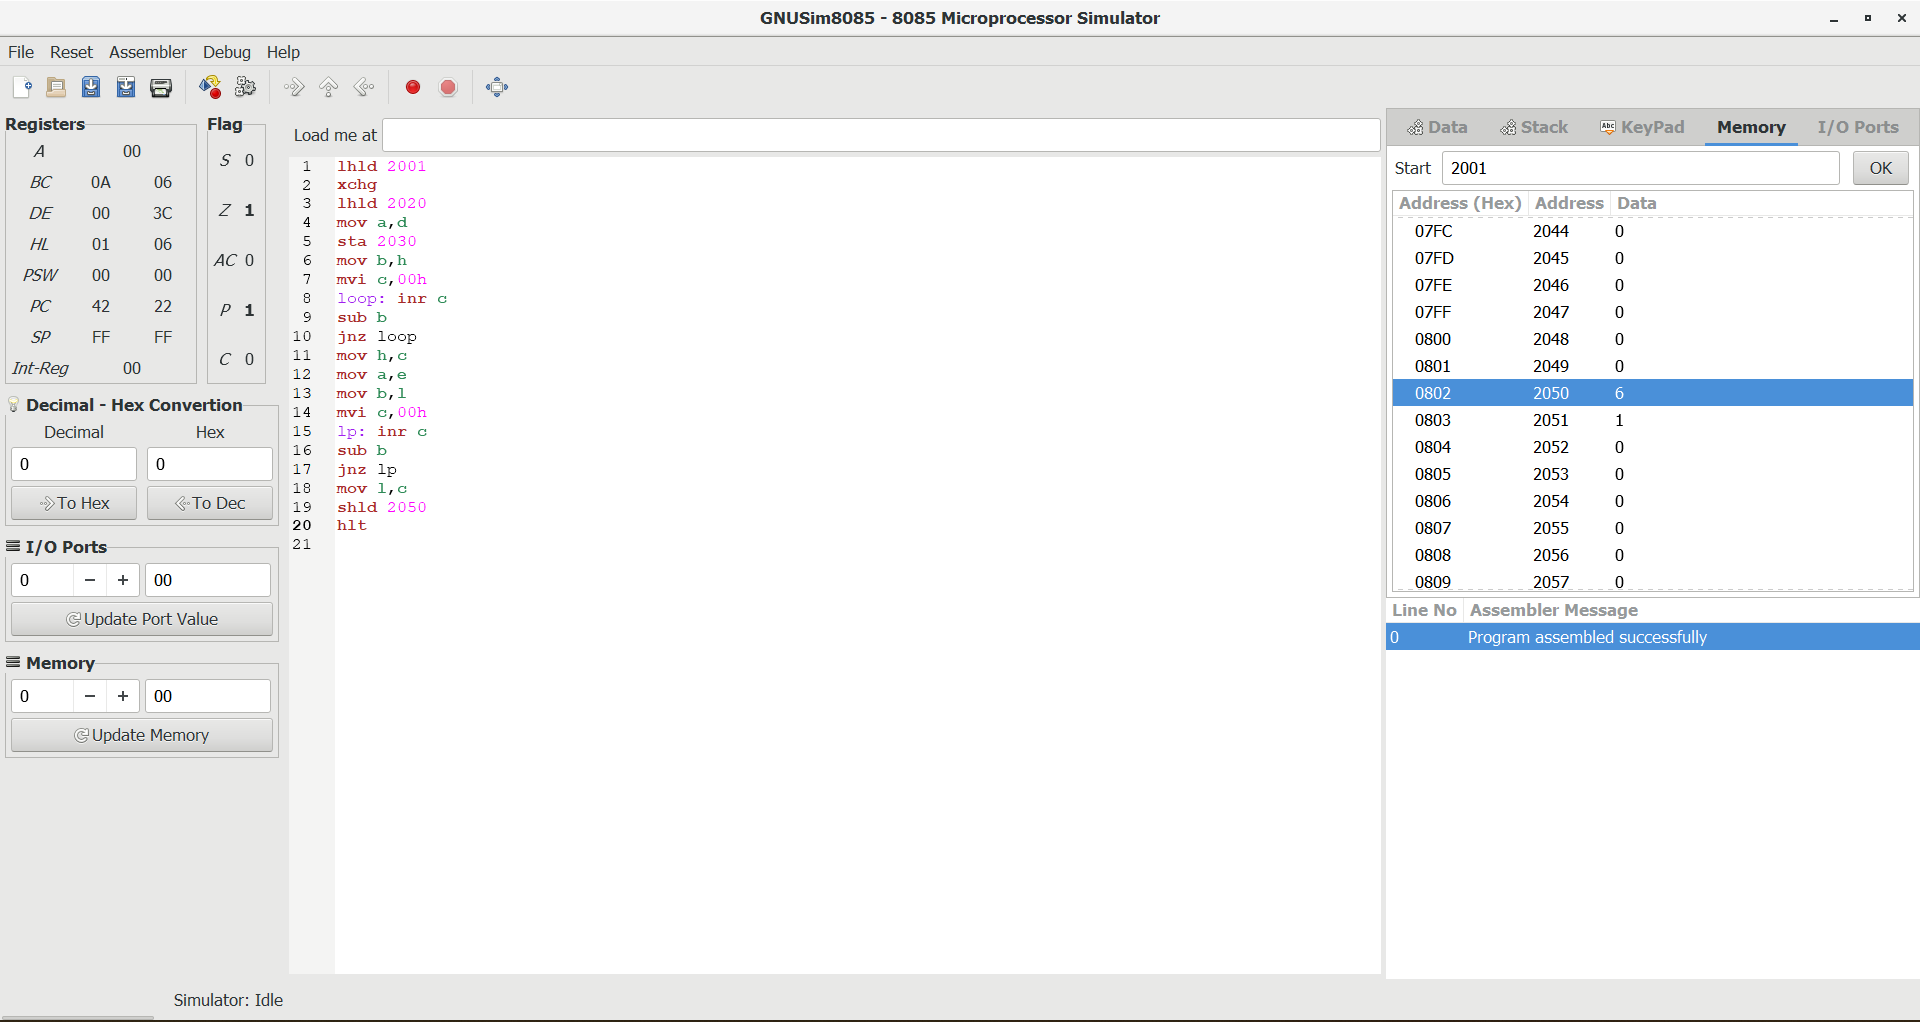 GNUSim8085 - 8085 Microprocessor Simulator
File Reset Assembler Debug Help
Registers
A 00
BC 0A 06
DE 00 3C
HL 01 06
PSW 00 00
PC 42 22
SP FF FF
Int-Reg 00
Flag
S 0
Z 1
AC 0
P 1
C 0
Decimal - Hex Convertion
Decimal Hex
0 0
To Hex To Dec
I/O Ports
0 − + 00
Update Port Value
Memory
0 − + 00
Update Memory
Load me at
1 lhld 2001
2 xchg
3 lhld 2020
4 mov a,d
5 sta 2030
6 mov b,h
7 mvi c,00h
8 loop: inr c
9 sub b
10 jnz loop
11 mov h,c
12 mov a,e
13 mov b,l
14 mvi c,00h
15 lp: inr c
16 sub b
17 jnz lp
18 mov l,c
19 shld 2050
20 hlt
21
Data Stack Abc KeyPad Memory I/O Ports
Start 2001 OK
Address (Hex) Address Data
07FC 2044 0
07FD 2045 0
07FE 2046 0
07FF 2047 0
0800 2048 0
0801 2049 0
0802 2050 6
0803 2051 1
0804 2052 0
0805 2053 0
0806 2054 0
0807 2055 0
0808 2056 0
0809 2057 0
Line No Assembler Message
0 Program assembled successfully
Simulator: Idle